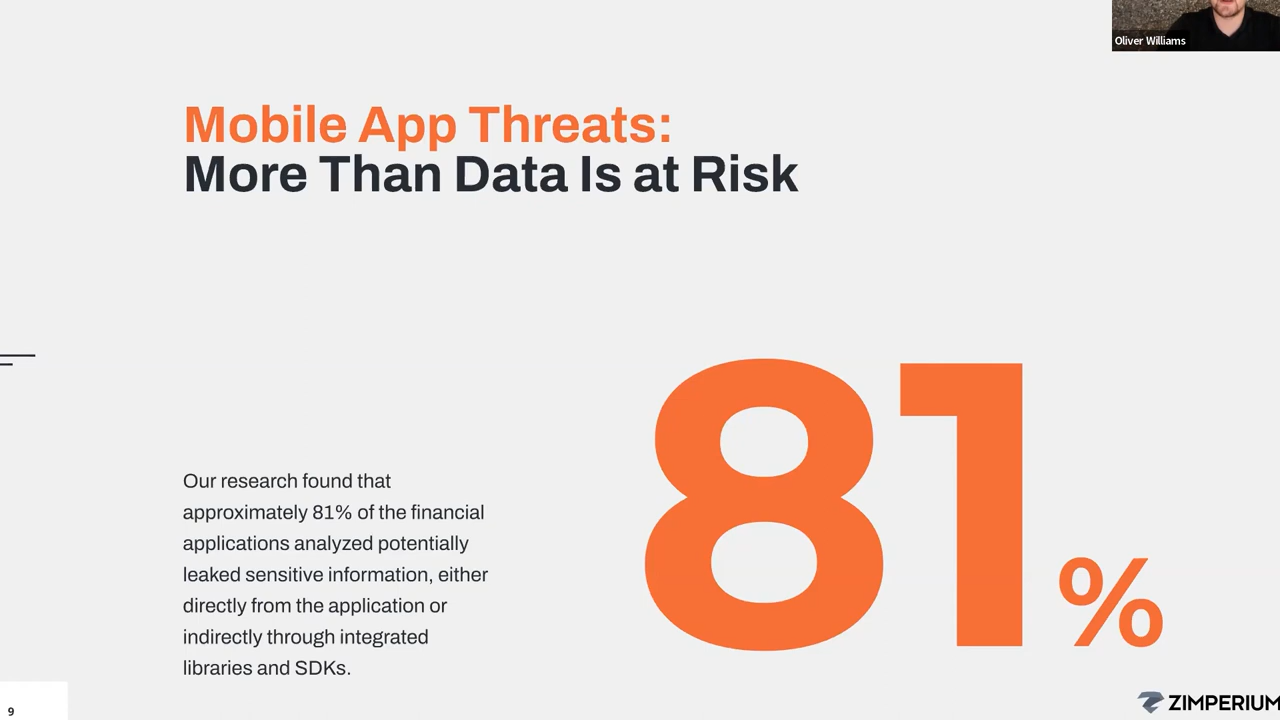 Oliver Williams
Mobile App Threats:
More Than Data Is at Risk
Our research found that
approximately 81% of the financial
applications analyzed potentially
leaked sensitive information, either
directly from the application or
indirectly through integrated
libraries and SDKs.
81%
9
ZIMPERIUM